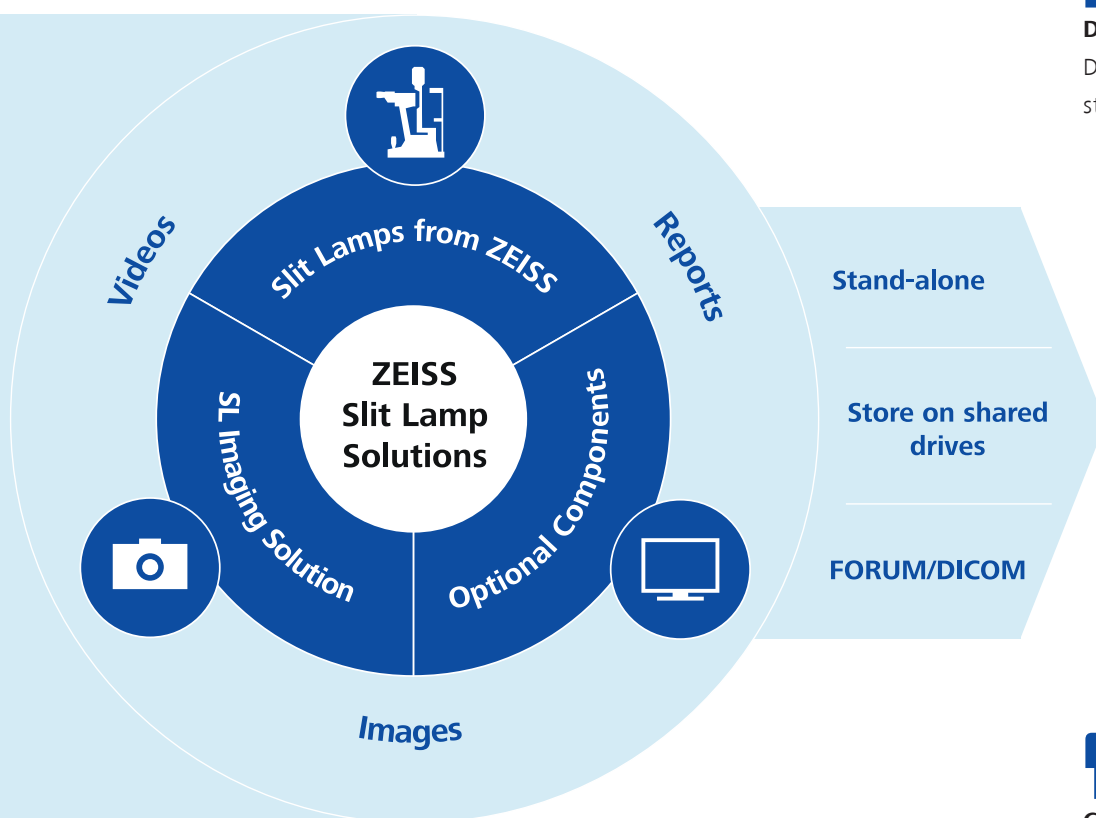 Slit Lamps from ZEISS
Videos
Reports
ZEISS
Slit Lamp
Solutions
SL Imaging Solution
Optional Components
Images
Stand-alone
Store on shared
drives
FORUM/DICOM